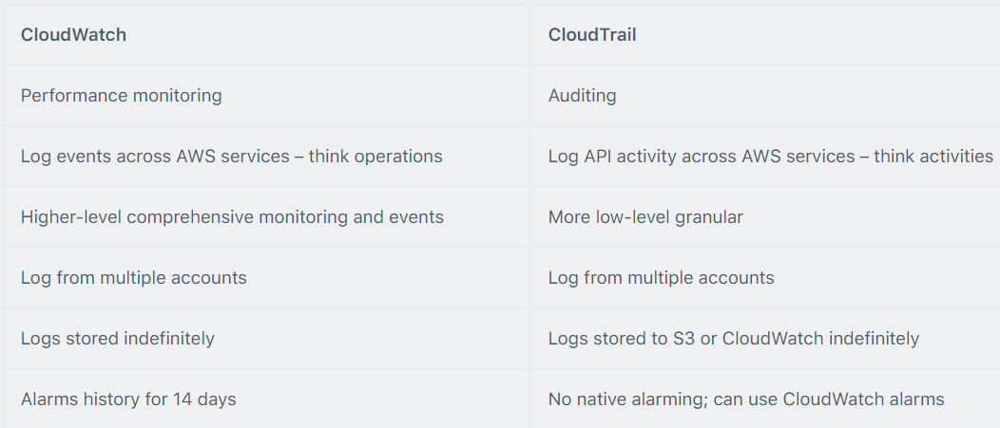 CloudWatch
CloudTrail
Performance monitoring
Auditing
Log events across AWS services – think operations
Log API activity across AWS services – think activities
Higher-level comprehensive monitoring and events
More low-level granular
Log from multiple accounts
Log from multiple accounts
Logs stored indefinitely
Logs stored to S3 or CloudWatch indefinitely
Alarms history for 14 days
No native alarming; can use CloudWatch alarms